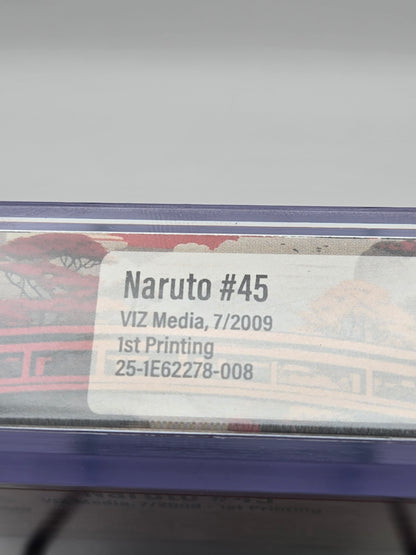 Naruto #45
VIZ Media, 7/2009
1st Printing
25-1E62278-008